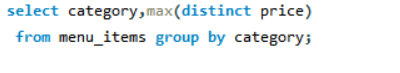 select category,max(distinct price)
from menu_items group by category;